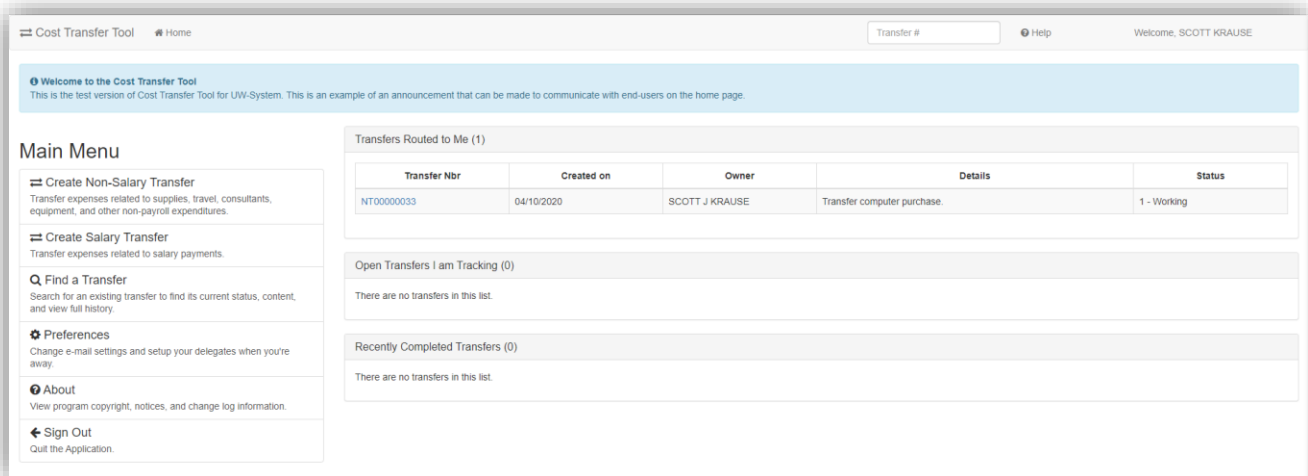 Cost Transfer Tool Home Transfer # Help Welcome, SCOTT KRAUSE
Welcome to the Cost Transfer Tool
This is the test version of Cost Transfer Tool for UW-System. This is an example of an announcement that can be made to communicate with end-users on the home page.
Main Menu
Create Non-Salary Transfer
Transfer expenses related to supplies, travel, consultants,
equipment, and other non-payroll expenditures.
Create Salary Transfer
Transfer expenses related to salary payments.
Find a Transfer
Search for an existing transfer to find its current status, content,
and view full history.
Preferences
Change e-mail settings and setup your delegates when you're
away.
About
View program copyright, notices, and change log information.
Sign Out
Quit the Application.
Transfers Routed to Me (1)
Transfer Nbr Created on Owner Details Status
NT00000033 04/10/2020 SCOTT J KRAUSE Transfer computer purchase. 1 - Working
Open Transfers I am Tracking (0)
There are no transfers in this list.
Recently Completed Transfers (0)
There are no transfers in this list.